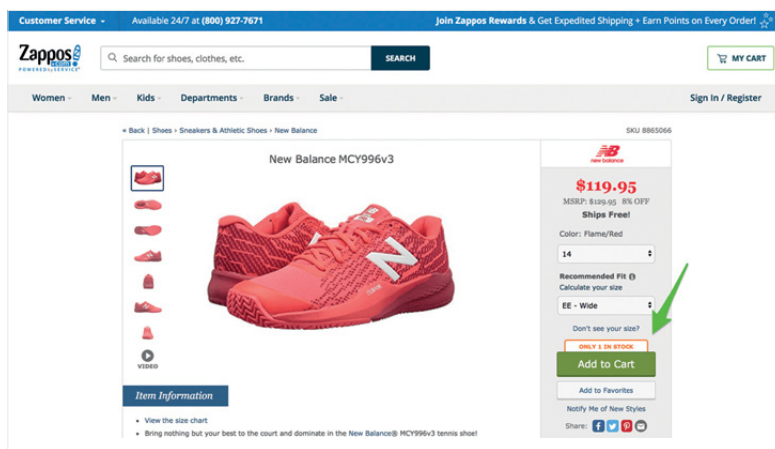 Customer Service
Available 24/7 at (800) 927-7671
Join Zappos Rewards & Get Expedited Shipping + Earn Points on Every Order!
Zappos
.com
POWERED by SERVICE
Search for shoes, clothes, etc.
SEARCH
MY CART
Women
Men
Kids
Departments
Brands
Sale
Sign In / Register
« Back | Shoes › Sneakers & Athletic Shoes › New Balance
SKU 8865066
New Balance MCY996v3
NB
new balance
$119.95
MSRP: $129.95 8% OFF
Ships Free!
Color: Flame/Red
14
Recommended Fit
Calculate your size
EE - Wide
Don't see your size?
ONLY 1 IN STOCK
Add to Cart
Add to Favorites
Notify Me of New Styles
Share:
VIDEO
Item Information
• View the size chart
• Bring nothing but your best to the court and dominate in the New Balance® MCY996v3 tennis shoe!